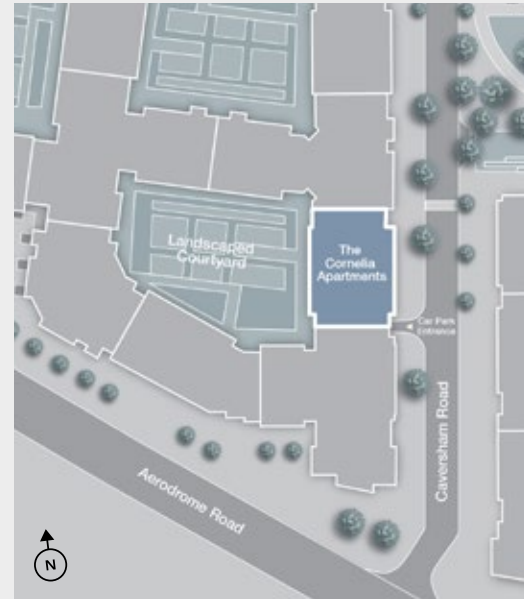 Landscaped
Courtyard
The
Cornelia
Apartments
Car Park
Entrance
Caversham Road
Aerodrome Road
N